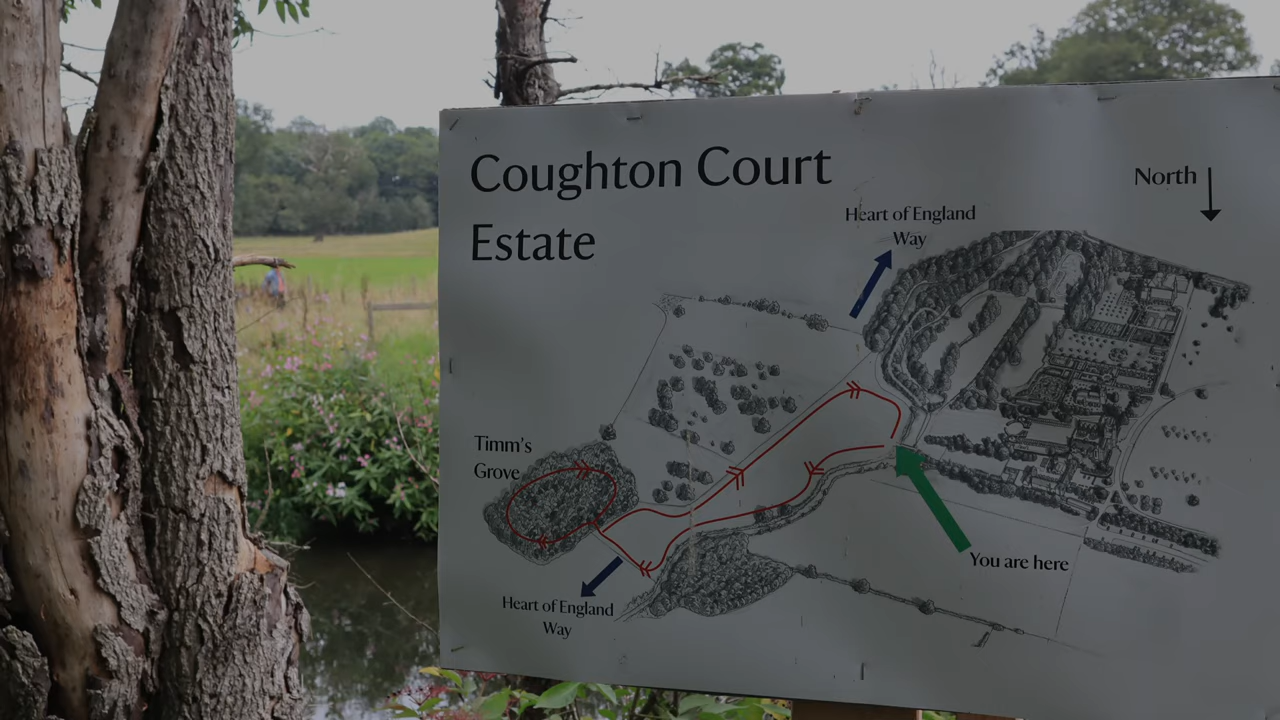 Coughton Court
Estate
North
Heart of England
Way
Timm's
Grove
You are here
Heart of England
Way